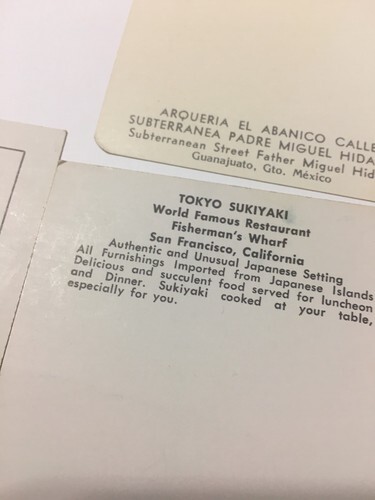 ARQUERIA EL ABANICO CALLE
SUBTERRANEA PADRE MIGUEL HIDA
Subterranean Street Father Miguel Hid
Guanajuato, Gto. México
TOKYO SUKIYAKI
World Famous Restaurant
Fisherman's Wharf
San Francisco, California
Authentic and Unusual Japanese Setting
All Furnishings Imported from Japanese Islands
Delicious and succulent food served for luncheon
and Dinner. Sukiyaki cooked at your table,
especially for you.